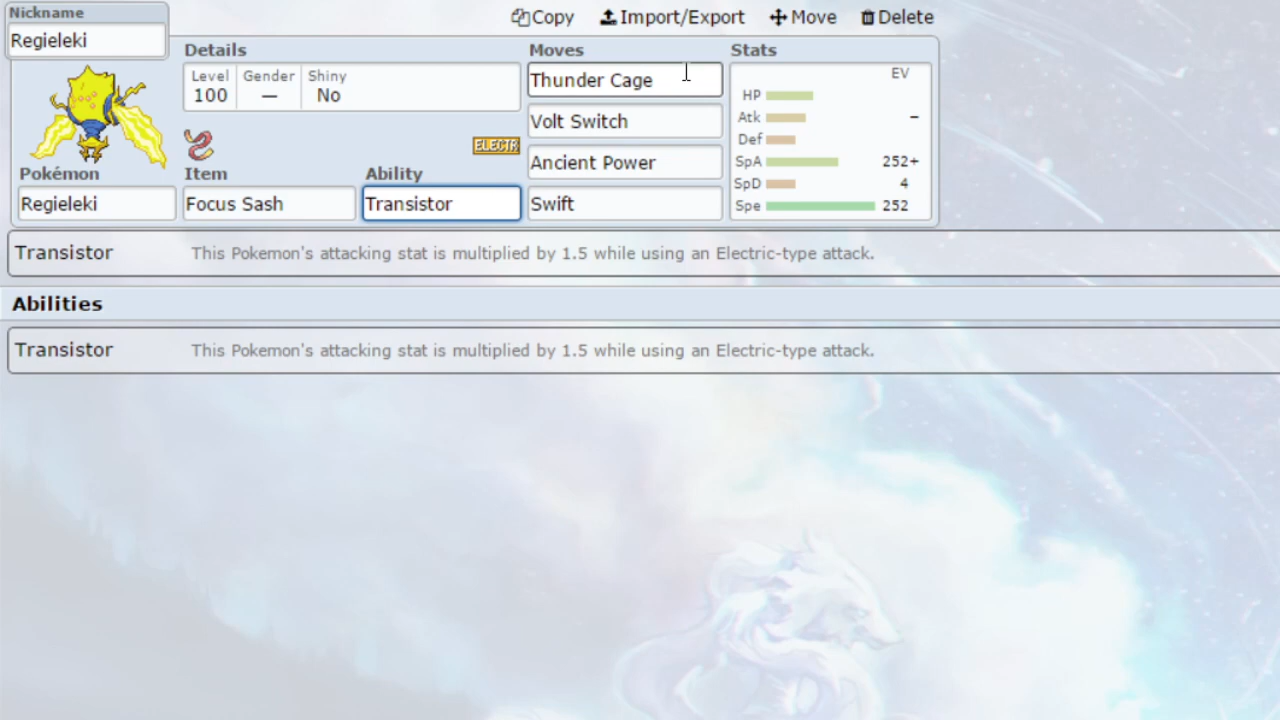 Nickname
Regieleki
Copy Import/Export Move Delete
Details
Level Gender Shiny
100 — No
ELECTR
Pokémon Item Ability
Regieleki Focus Sash Transistor
Moves
Thunder Cage
Volt Switch
Ancient Power
Swift
Stats
EV
HP
Atk –
Def
SpA 252+
SpD 4
Spe 252
Transistor This Pokemon's attacking stat is multiplied by 1.5 while using an Electric-type attack.
Abilities
Transistor This Pokemon's attacking stat is multiplied by 1.5 while using an Electric-type attack.